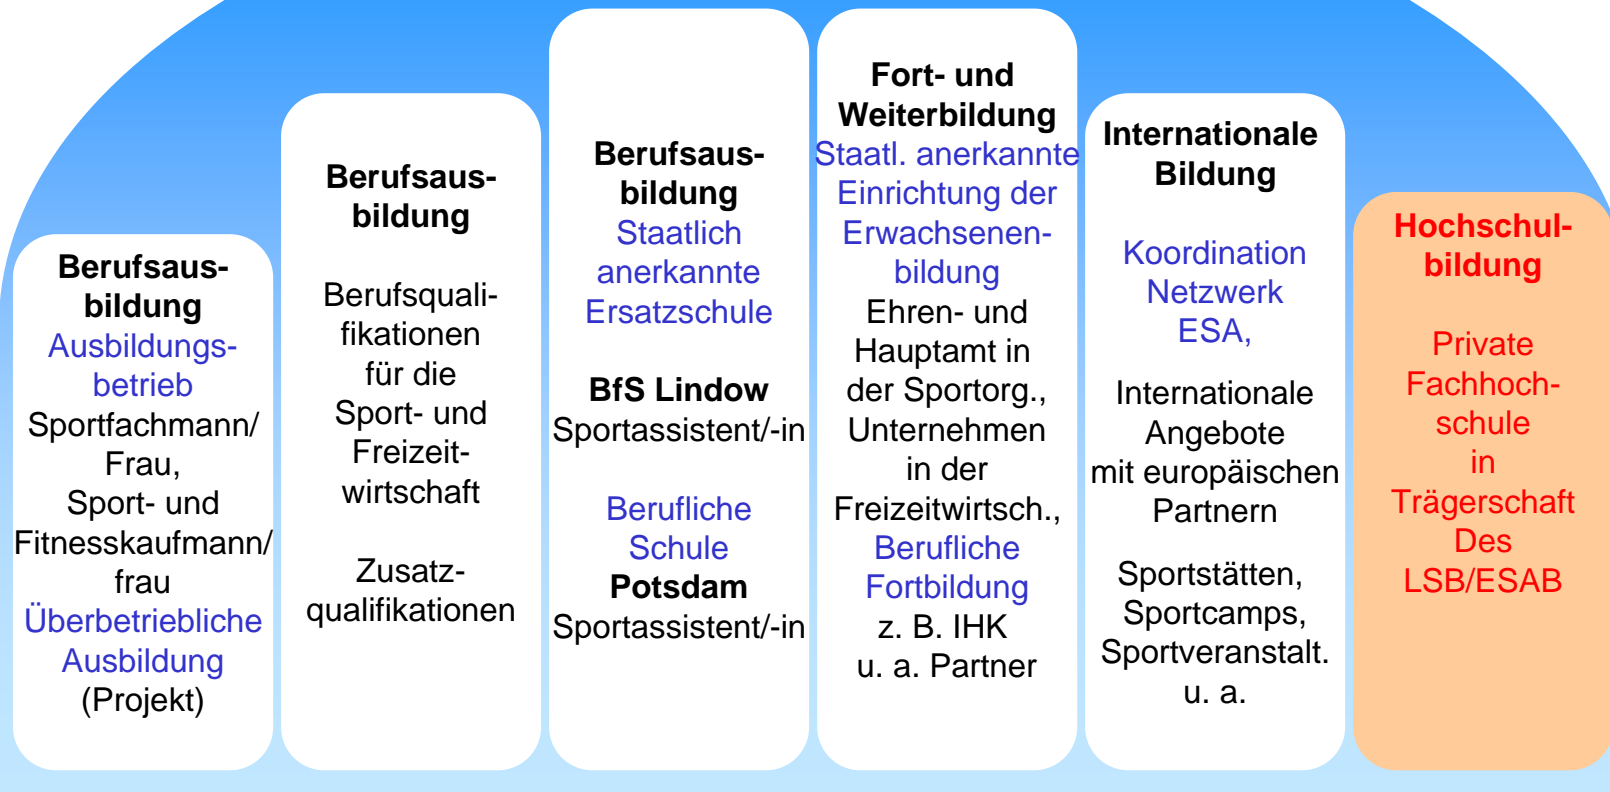 Berufsaus-
bildung
Ausbildungs-
betrieb
Sportfachmann/
Frau,
Sport- und
Fitnesskaufmann/
frau
Überbetriebliche
Ausbildung
(Projekt)
Berufsaus-
bildung
Berufsquali-
fikationen
für die
Sport- und
Freizeit-
wirtschaft
Zusatz-
qualifikationen
Berufsaus-
bildung
Staatlich
anerkannte
Ersatzschule
BfS Lindow
Sportassistent/-in
Berufliche
Schule
Potsdam
Sportassistent/-in
Fort- und
Weiterbildung
Staatl. anerkannte
Einrichtung der
Erwachsenen-
bildung
Ehren- und
Hauptamt in
der Sportorg.,
Unternehmen
in der
Freizeitwirtsch.,
Berufliche
Fortbildung
z. B. IHK
u. a. Partner
Internationale
Bildung
Koordination
Netzwerk
ESA,
Internationale
Angebote
mit europäischen
Partnern
Sportstätten,
Sportcamps,
Sportveranstalt.
u. a.
Hochschul-
bildung
Private
Fachhoch-
schule
in
Trägerschaft
Des
LSB/ESAB